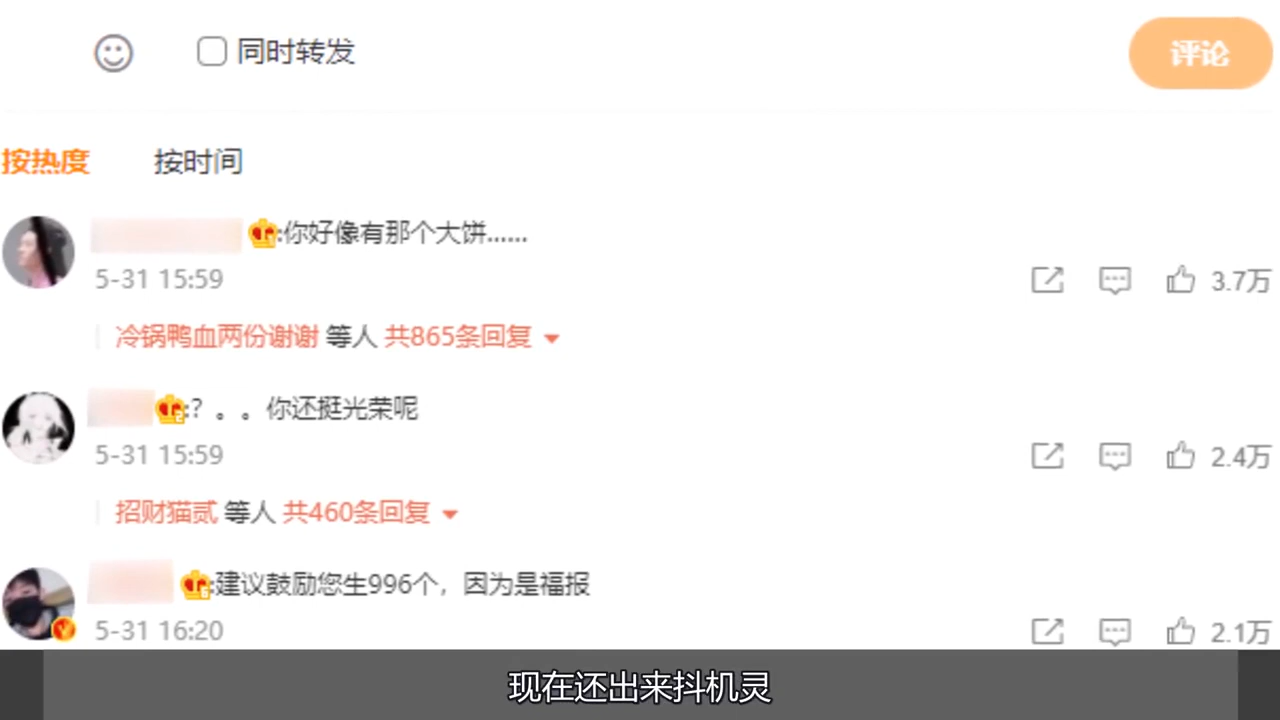 同时转发
评论
按热度 按时间
:你好像有那个大饼……
5-31 15:59
3.7万
冷锅鸭血两份谢谢 等人 共865条回复
:？。。你还挺光荣呢
5-31 15:59
2.4万
招财猫贰 等人 共460条回复
:建议鼓励您生996个，因为是福报
5-31 16:20
2.1万
现在还出来抖机灵